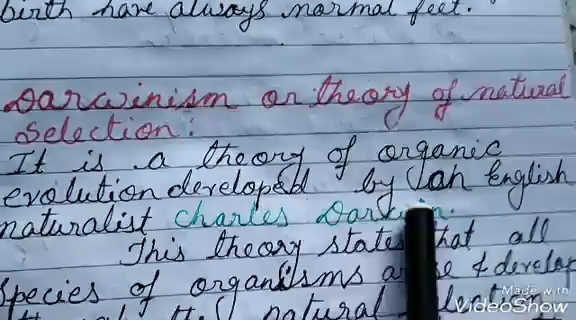 birth have always normal feet.
Darwinism or theory of natural
selection:
It is a theory of organic
evolution developed by an English
naturalist Charles Darwin.
This theory states that all
species of organisms & develop
natural
Made with
VideoShow